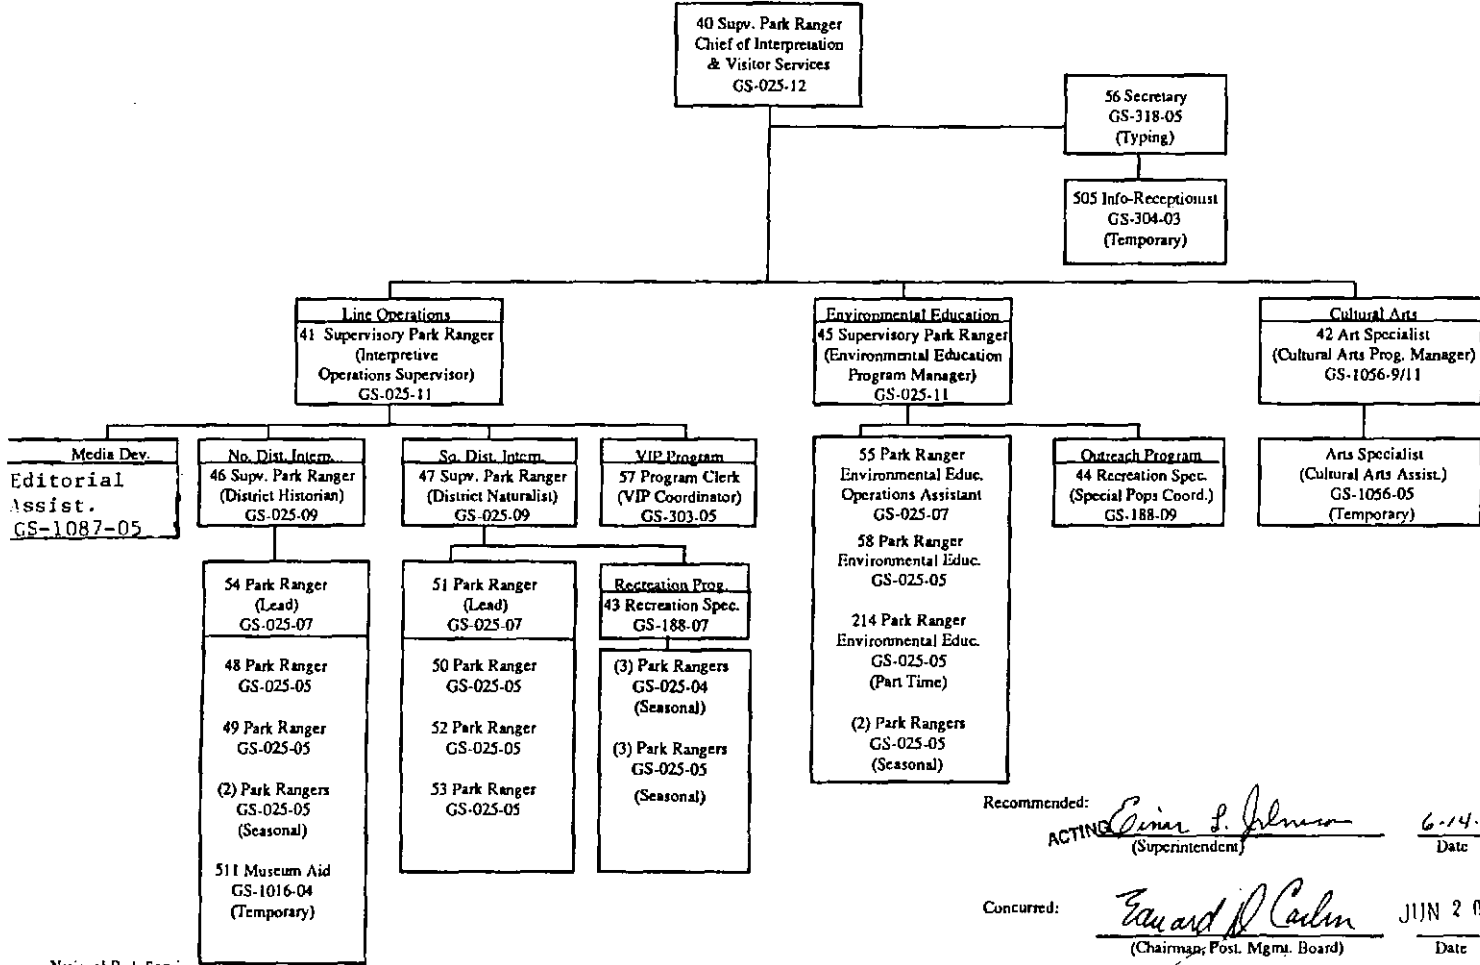 40 Supv. Park Ranger
Chief of Interpretation
& Visitor Services
GS-025-12
56 Secretary
GS-318-05
(Typing)
505 Info-Receptionist
GS-304-03
(Temporary)
Line Operations
41 Supervisory Park Ranger
(Interpretive
Operations Supervisor)
GS-025-11
Environmental Education
45 Supervisory Park Ranger
(Environmental Education
Program Manager)
GS-025-11
Cultural Arts
42 Art Specialist
(Cultural Arts Prog. Manager)
GS-1056-9/11
Media Dev.
Editorial
Assist.
GS-1087-05
No. Dist. Interp.
46 Supv. Park Ranger
(District Historian)
GS-025-09
So. Dist. Interp.
47 Supv. Park Ranger
(District Naturalist)
GS-025-09
VIP Program
57 Program Clerk
(VIP Coordinator)
GS-303-05
55 Park Ranger
Environmental Educ.
Operations Assistant
GS-025-07
58 Park Ranger
Environmental Educ.
GS-025-05
214 Park Ranger
Environmental Educ.
GS-025-05
(Part Time)
(2) Park Rangers
GS-025-05
(Seasonal)
Outreach Program
44 Recreation Spec.
(Special Pops Coord.)
GS-188-09
Arts Specialist
(Cultural Arts Assist.)
GS-1056-05
(Temporary)
54 Park Ranger
(Lead)
GS-025-07
48 Park Ranger
GS-025-05
49 Park Ranger
GS-025-05
(2) Park Rangers
GS-025-05
(Seasonal)
511 Museum Aid
GS-1016-04
(Temporary)
51 Park Ranger
(Lead)
GS-025-07
50 Park Ranger
GS-025-05
52 Park Ranger
GS-025-05
53 Park Ranger
GS-025-05
Recreation Prog.
43 Recreation Spec.
GS-188-07
(3) Park Rangers
GS-025-04
(Seasonal)
(3) Park Rangers
GS-025-05
(Seasonal)
Recommended:
ACTING Einar L. Johnson 6-14-
(Superintendent) Date
Concurred:
JUN 2
(Chairman, Post. Mgmt. Board) Date